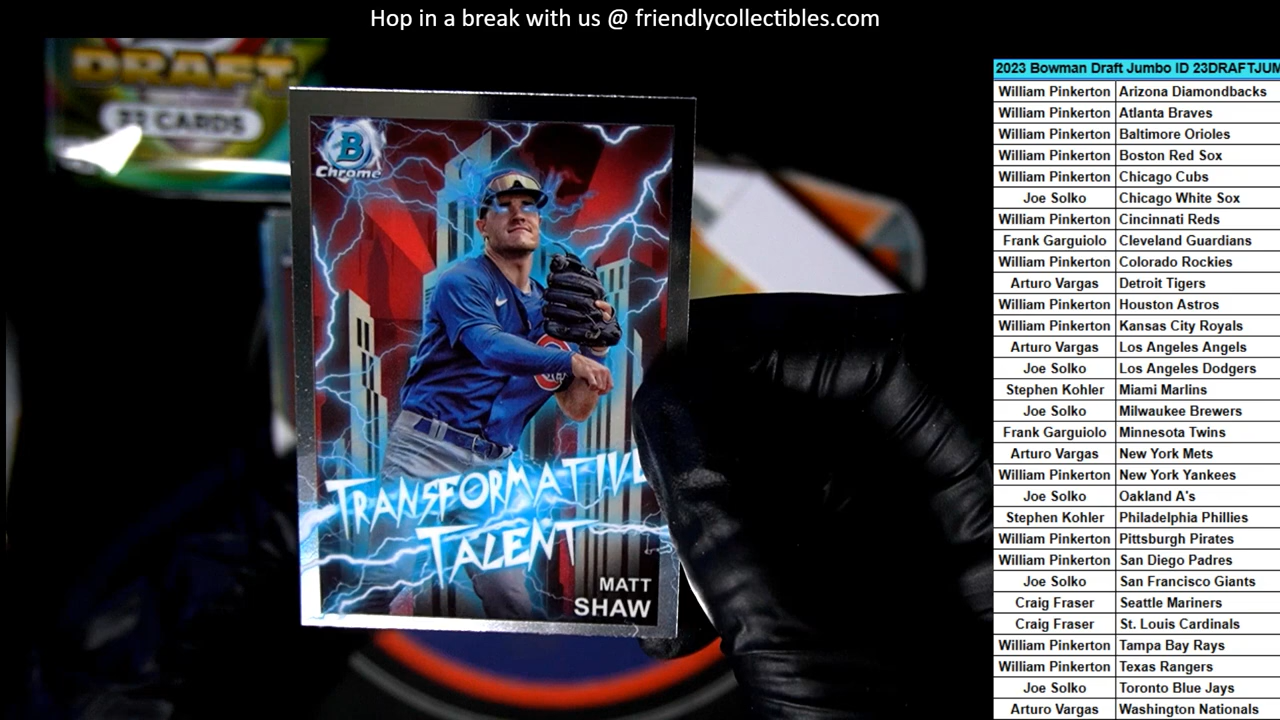 Hop in a break with us @ friendlycollectibles.com
DRAFT
32 CARDS
B
Chrome
TRANSFORMATIVE
TALENT
MATT
SHAW
2023 Bowman Draft Jumbo ID 23DRAFTJUM
William Pinkerton Arizona Diamondbacks
William Pinkerton Atlanta Braves
William Pinkerton Baltimore Orioles
William Pinkerton Boston Red Sox
William Pinkerton Chicago Cubs
Joe Solko Chicago White Sox
William Pinkerton Cincinnati Reds
Frank Garguiolo Cleveland Guardians
William Pinkerton Colorado Rockies
Arturo Vargas Detroit Tigers
William Pinkerton Houston Astros
William Pinkerton Kansas City Royals
Arturo Vargas Los Angeles Angels
Joe Solko Los Angeles Dodgers
Stephen Kohler Miami Marlins
Joe Solko Milwaukee Brewers
Frank Garguiolo Minnesota Twins
Arturo Vargas New York Mets
William Pinkerton New York Yankees
Joe Solko Oakland A's
Stephen Kohler Philadelphia Phillies
William Pinkerton Pittsburgh Pirates
William Pinkerton San Diego Padres
Joe Solko San Francisco Giants
Craig Fraser Seattle Mariners
Craig Fraser St. Louis Cardinals
William Pinkerton Tampa Bay Rays
William Pinkerton Texas Rangers
Joe Solko Toronto Blue Jays
Arturo Vargas Washington Nationals